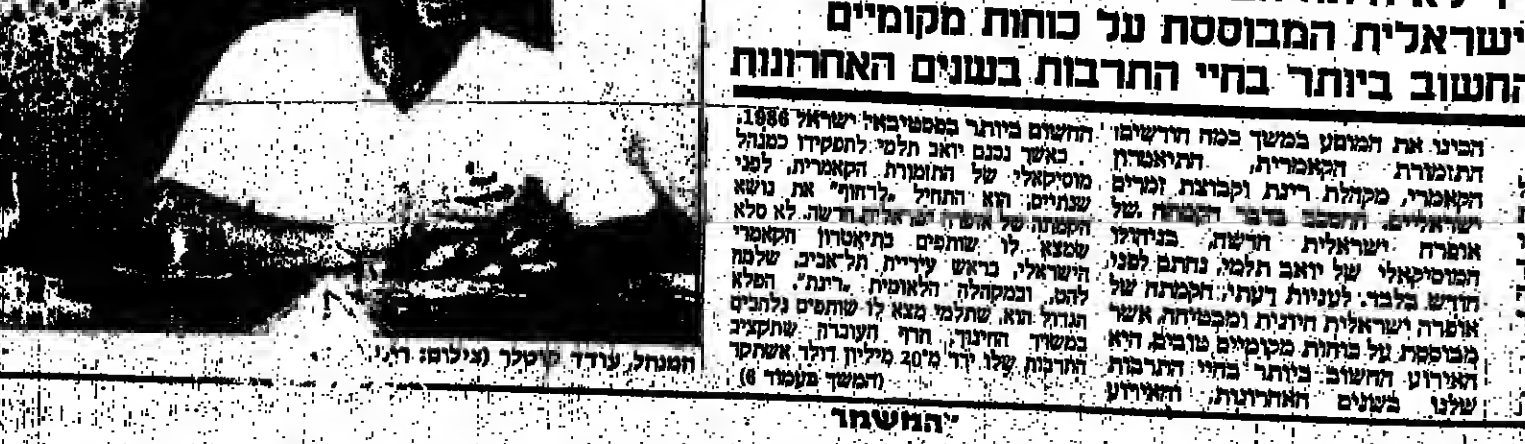 ישראלית המבוססת על כוחות מקומיים
החשוב ביותר בחיי התרבות בשנים האחרונות
הכינו את המופע במשך כמה חודשים:
התזמורת הקאמרית, התיאטרון
הקאמרי, מקהלת רינת וקבוצת זמרים
ישראליים. ההסכם בדבר הקמתה של
אופרה ישראלית חדשה, בניהולו
המוסיקאלי של יואב תלמי, נחתם לפני
חודש בלבד. לעניות דעתי, הקמתה של
אופרה ישראלית חיונית ומבטיחה, אשר
מבוססת על כוחות מקומיים טובים, היא
האירוע החשוב ביותר בחיי התרבות
שלנו בשנים האחרונות, והאירוע
החשוב ביותר בפסטיבאל ישראל 1986.
כאשר נכנס יואב תלמי לתפקידו כמנהל
מוסיקאלי של התזמורת הקאמרית, לפני
שנתיים, הוא התחיל „לרחוף” את נושא
הקמתה של אופרה ישראלית חדשה. לא פלא
שמצא לו שותפים בתיאטרון הקאמרי
הישראלי, בראש עיריית תל־אביב, שלמה
להט, ובמקהלה הלאומית „רינת”. הפלא
הגדול הוא, שתלמי מצא לו שותפים נלהבים
במשרד החינוך, חרף העובדה שתקציב
התרבות שלו ירד מ־20 מיליון דולר אשתקד
(המשך בעמוד 6)
המנהל, עודד קוטלר (צילום:
המשמר